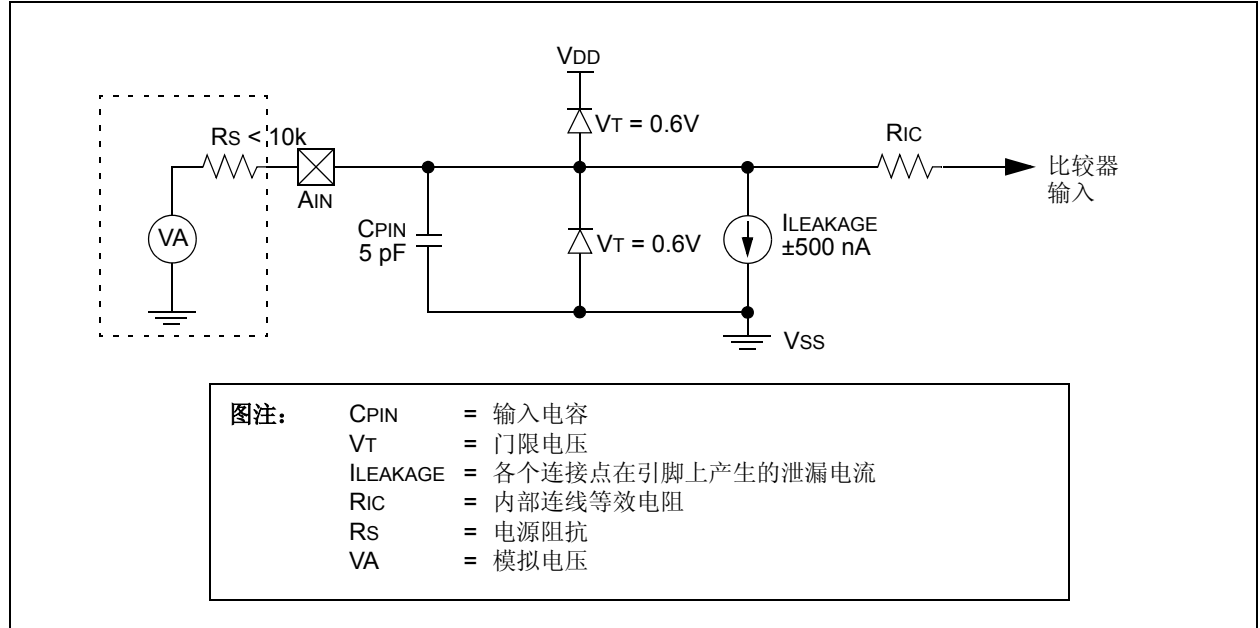 VDD
VT = 0.6V
RS < 10k
RIC
AIN
比较器
输入
VA
CPIN
5 pF
VT = 0.6V
ILEAKAGE
±500 nA
VSS
图注： CPIN = 输入电容
VT = 门限电压
ILEAKAGE = 各个连接点在引脚上产生的泄漏电流
RIC = 内部连线等效电阻
RS = 电源阻抗
VA = 模拟电压